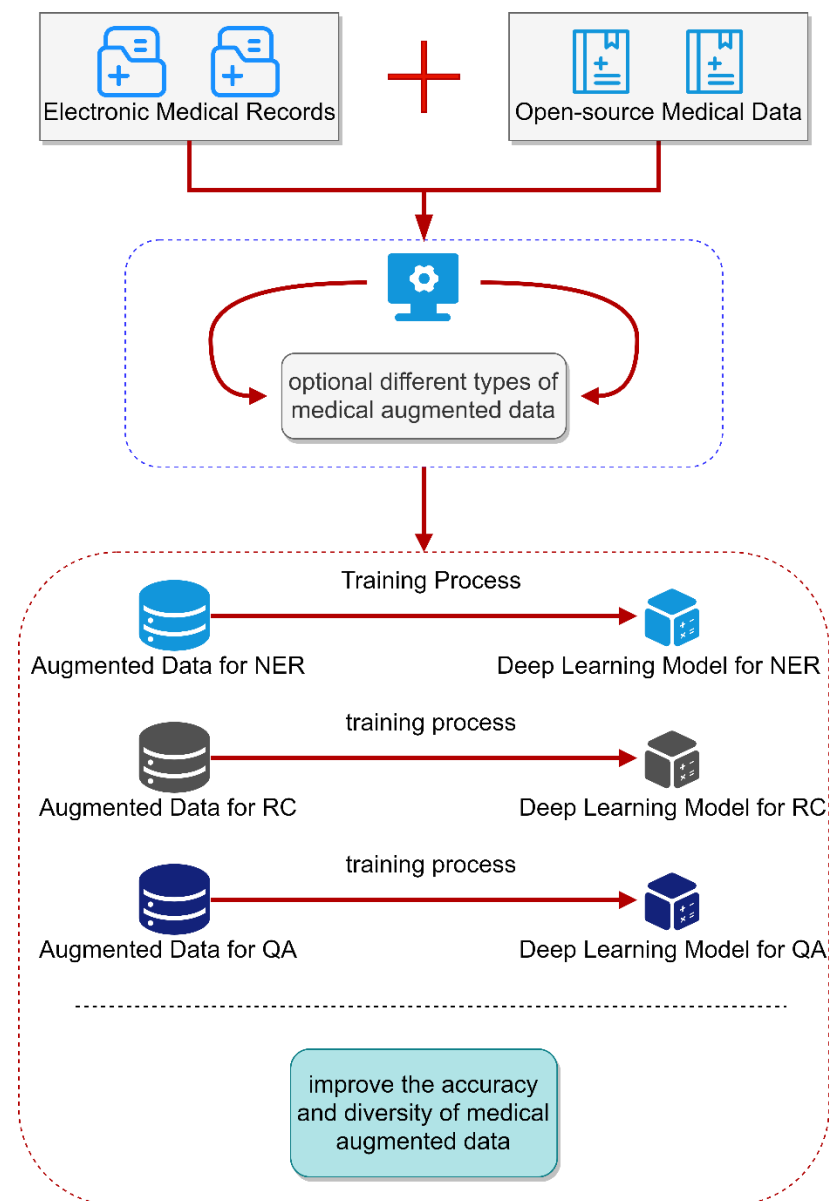 Electronic Medical Records
Open-source Medical Data
optional different types of
medical augmented data
Training Process
Augmented Data for NER
Deep Learning Model for NER
training process
Augmented Data for RC
Deep Learning Model for RC
training process
Augmented Data for QA
Deep Learning Model for QA
improve the accuracy
and diversity of medical
augmented data